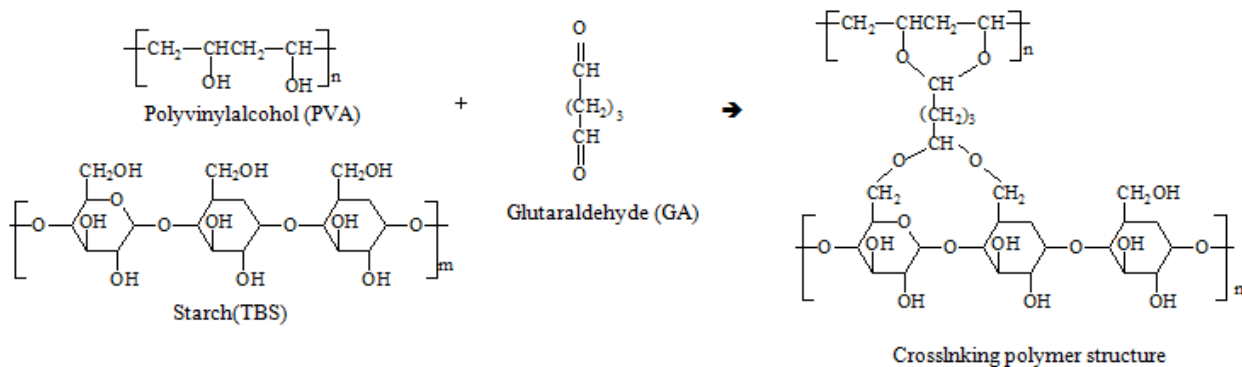 CH₂ CHCH₂ CH n
OH OH
Polyvinylalcohol (PVA)
+
O
CH
(CH₂)₃
CH
O
Glutaraldehyde (GA)
➔
CH₂OH CH₂OH CH₂OH
O
O OH O OH O OH O m
OH OH OH
Starch(TBS)
CH₂ CHCH₂ CH n
O O
CH
(CH₂)₃
CH
O O
CH₂ CH₂ CH₂OH
O
O OH O OH O OH O
OH OH OH n
Crosslnking polymer structure